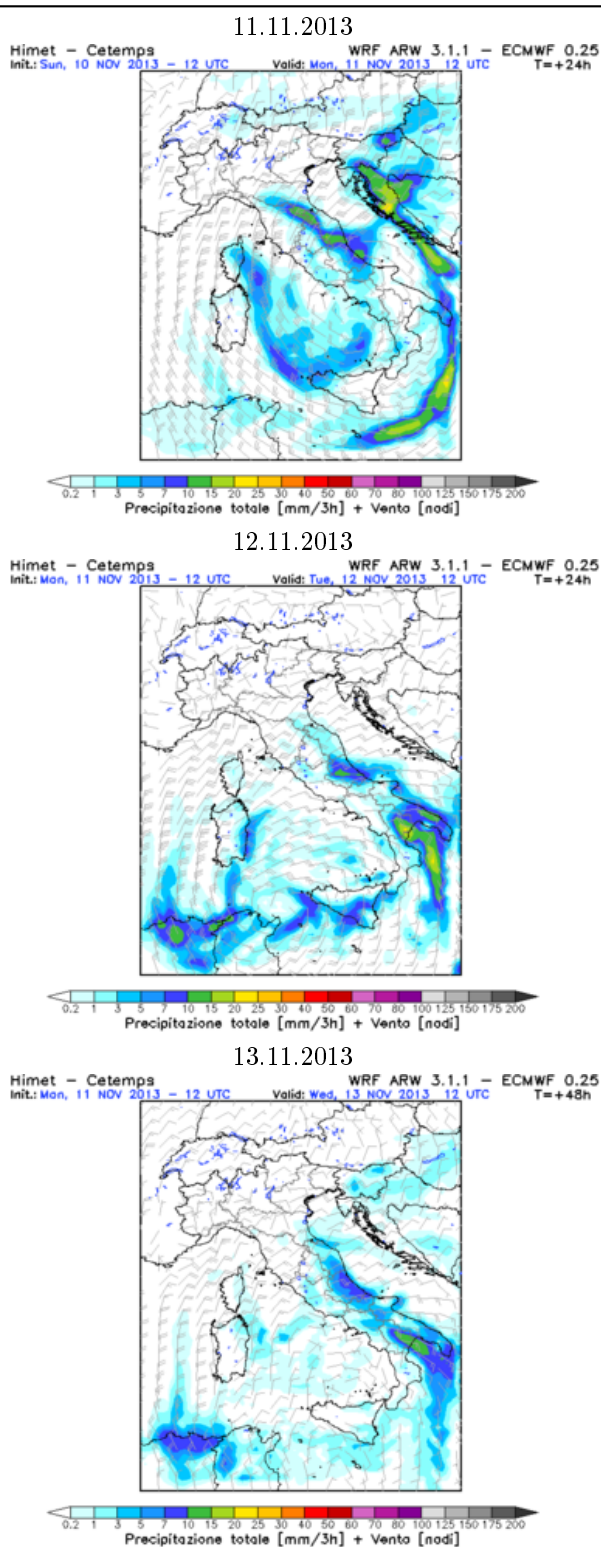 11.11.2013
Himet – Cetemps WRF ARW 3.1.1 – ECMWF 0.25
Init.: Sun, 10 NOV 2013 – 12 UTC Valid: Mon, 11 NOV 2013 12 UTC T=+24h
0.2 1 3 5 7 10 15 20 25 30 40 50 60 70 80 100 125 150 175 200
Precipitazione totale [mm/3h] + Vento [nodi]
12.11.2013
Himet – Cetemps WRF ARW 3.1.1 – ECMWF 0.25
Init.: Mon, 11 NOV 2013 – 12 UTC Valid: Tue, 12 NOV 2013 12 UTC T=+24h
0.2 1 3 5 7 10 15 20 25 30 40 50 60 70 80 100 125 150 175 200
Precipitazione totale [mm/3h] + Vento [nodi]
13.11.2013
Himet – Cetemps WRF ARW 3.1.1 – ECMWF 0.25
Init.: Mon, 11 NOV 2013 – 12 UTC Valid: Wed, 13 NOV 2013 12 UTC T=+48h
0.2 1 3 5 7 10 15 20 25 30 40 50 60 70 80 100 125 150 175 200
Precipitazione totale [mm/3h] + Vento [nodi]